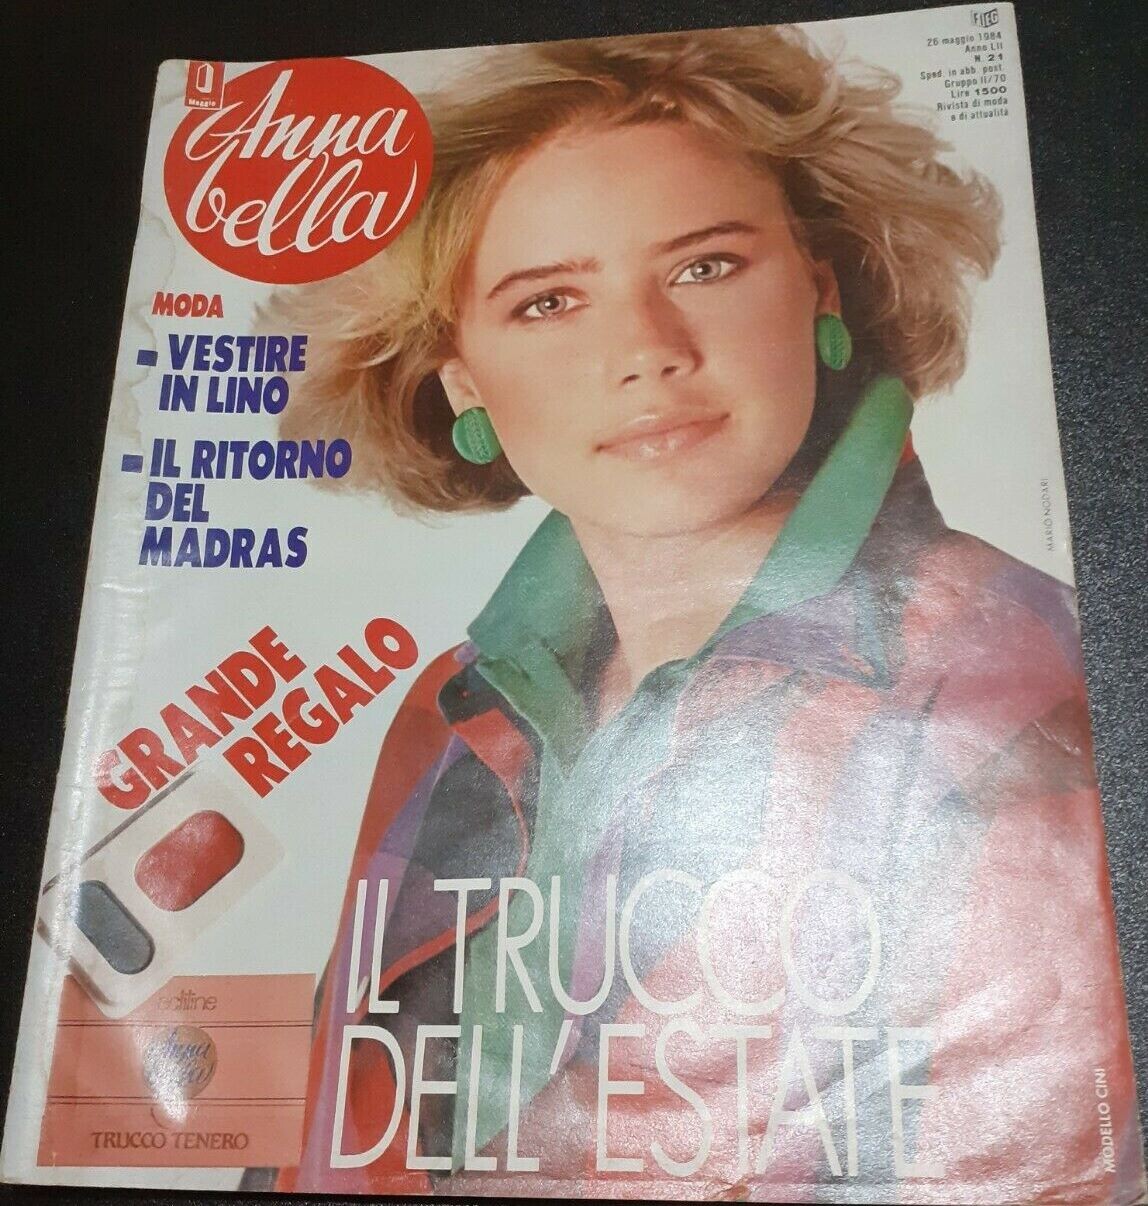 FIEG
26 maggio 1984
Anno LII
N. 21
Sped. in abb. post.
Gruppo II/70
Lire 1500
Rivista di moda
e di attualità
Maggio
Anna
bella
MODA
- VESTIRE
IN LINO
- IL RITORNO
DEL
MADRAS
GRANDE
REGALO
MARIO NODARI
IL TRUCCO
DELL'ESTATE
Anna
TRUCCO TENERO
MODELLO CINI